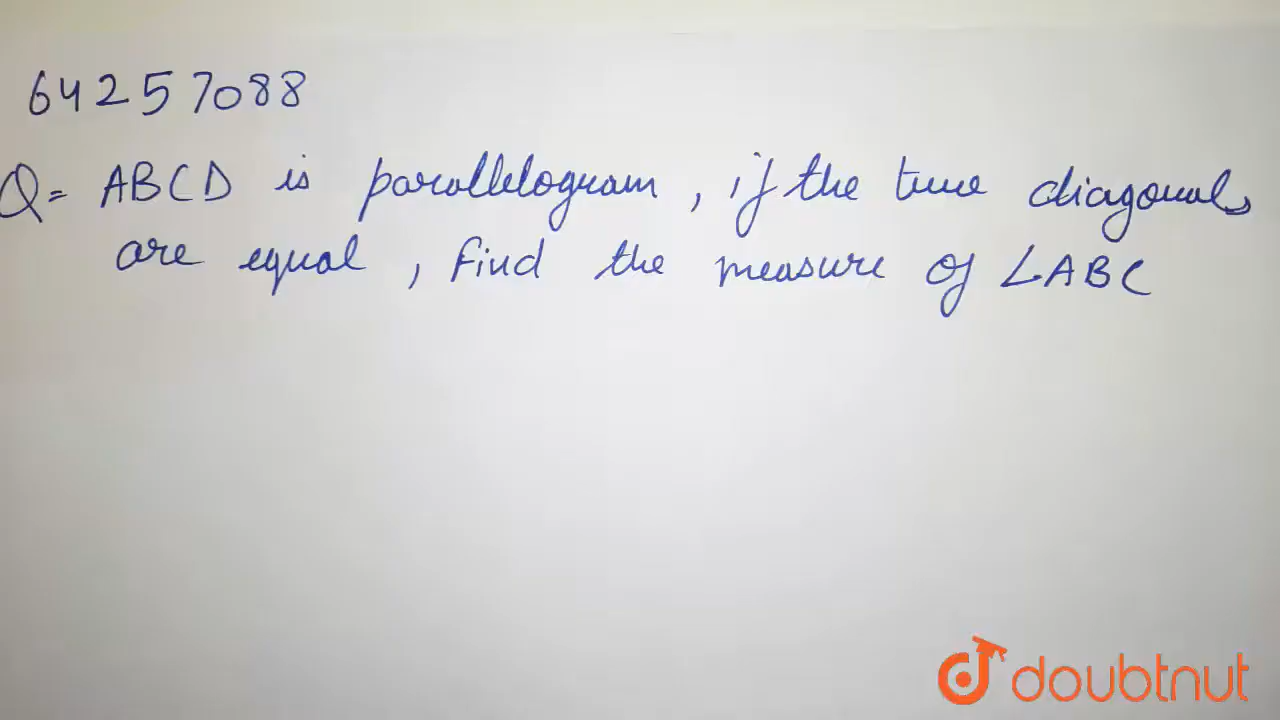 64257088
Q= ABCD is parallelogram, if the two diagonals
are equal, find the measure of ∠ABC
doubtnut